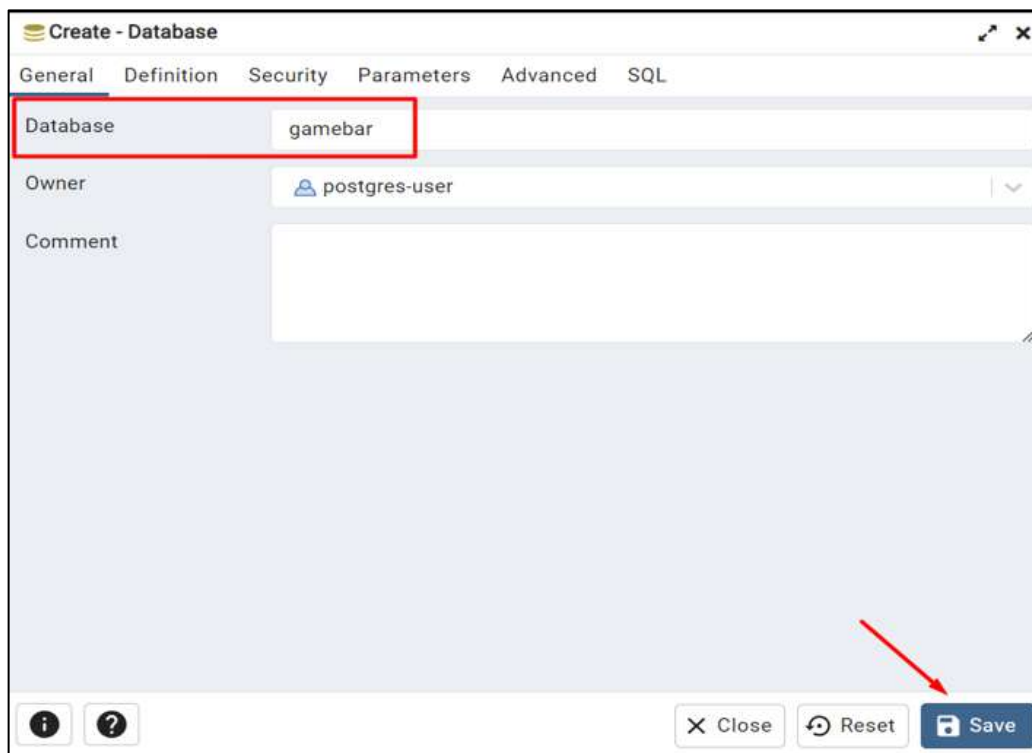 Create - Database
General Definition Security Parameters Advanced SQL
Database gamebar
Owner postgres-user
Comment
Close Reset Save